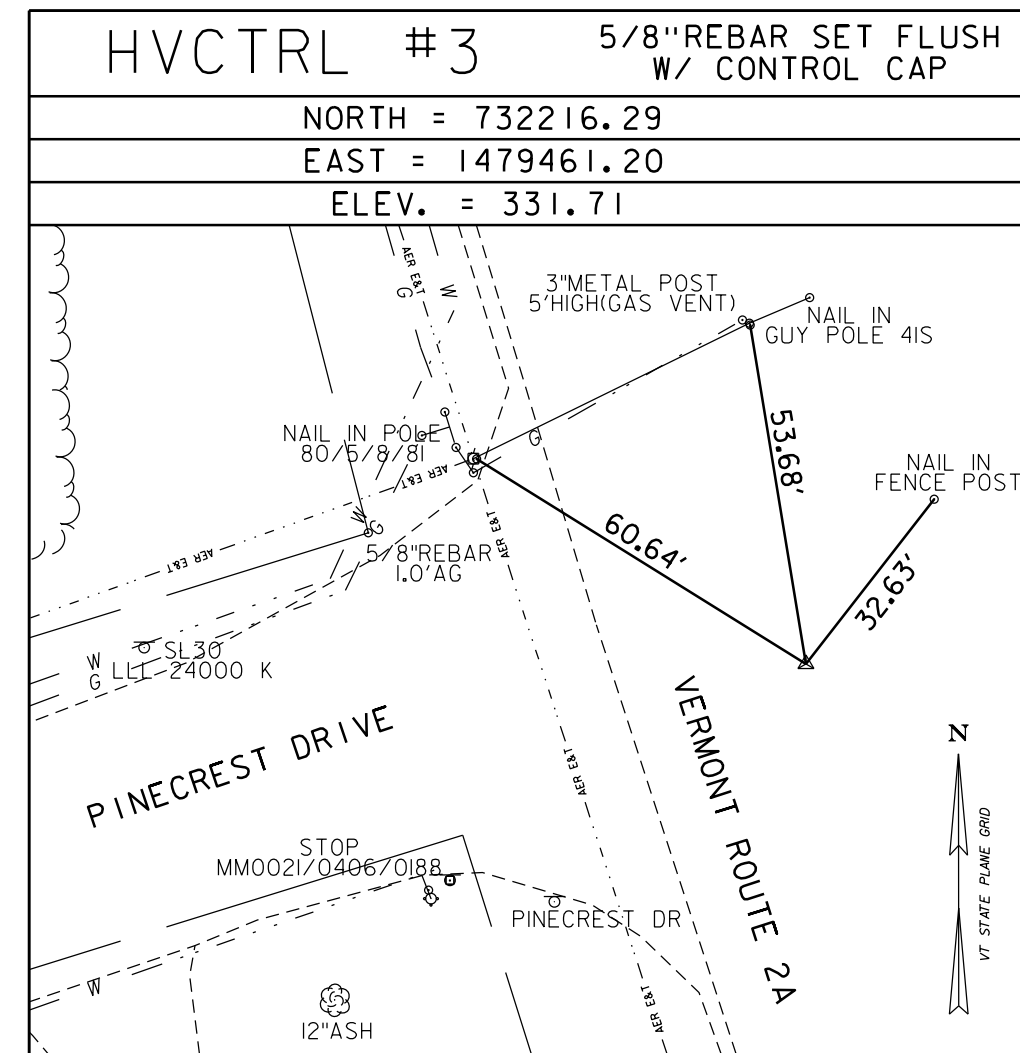 HVCTRL #3
5/8"REBAR SET FLUSH
W/ CONTROL CAP
NORTH = 732216.29
EAST = 1479461.20
ELEV. = 331.71
AER E&T
G
W
3"METAL POST
5'HIGH(GAS VENT)
NAIL IN
GUY POLE 41S
NAIL IN POLE
80/5/8/81
G
53.68'
NAIL IN
FENCE POST
AER E&T
W
G
60.64'
AER E&T
5/8"REBAR
1.0'AG
32.63'
AER E&T
SL30
LLL 24000 K
W
G
VERMONT ROUTE 2A
PINECREST DRIVE
AER E&T
N
VT STATE PLANE GRID
STOP
MM0021/0406/0188
PINECREST DR
W
AER E&T
12"ASH